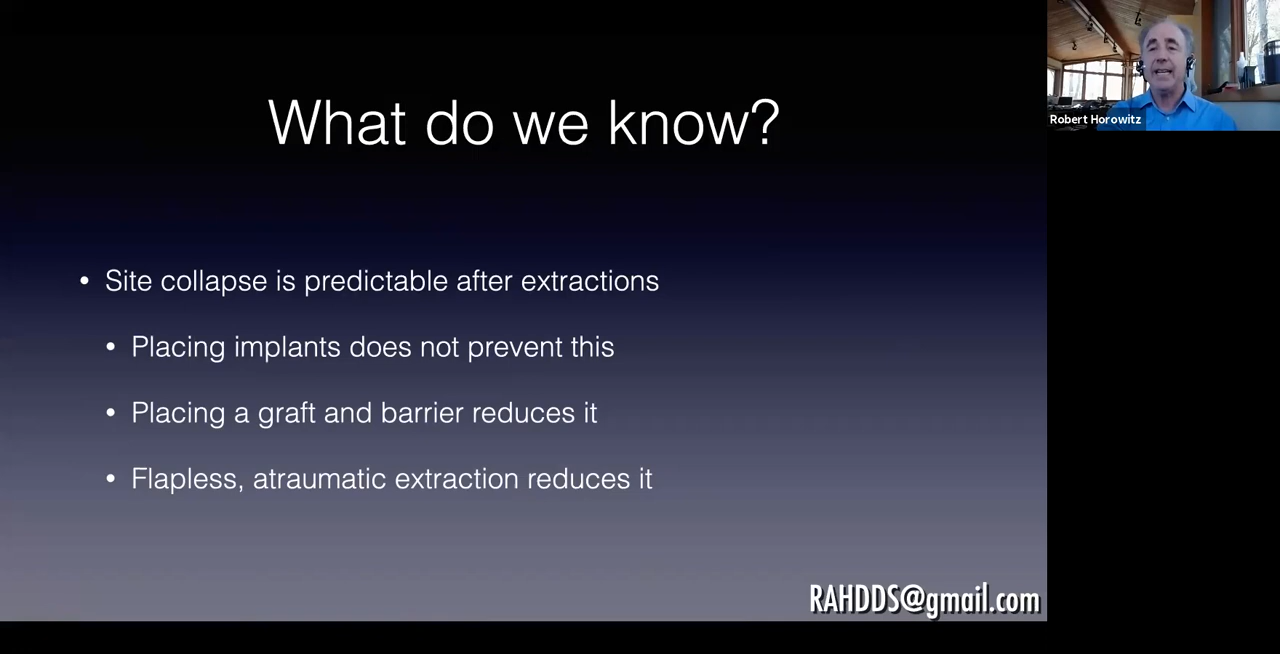 What do we know?
Robert Horowitz
• Site collapse is predictable after extractions
• Placing implants does not prevent this
• Placing a graft and barrier reduces it
• Flapless, atraumatic extraction reduces it
RAHDDS@gmail.com